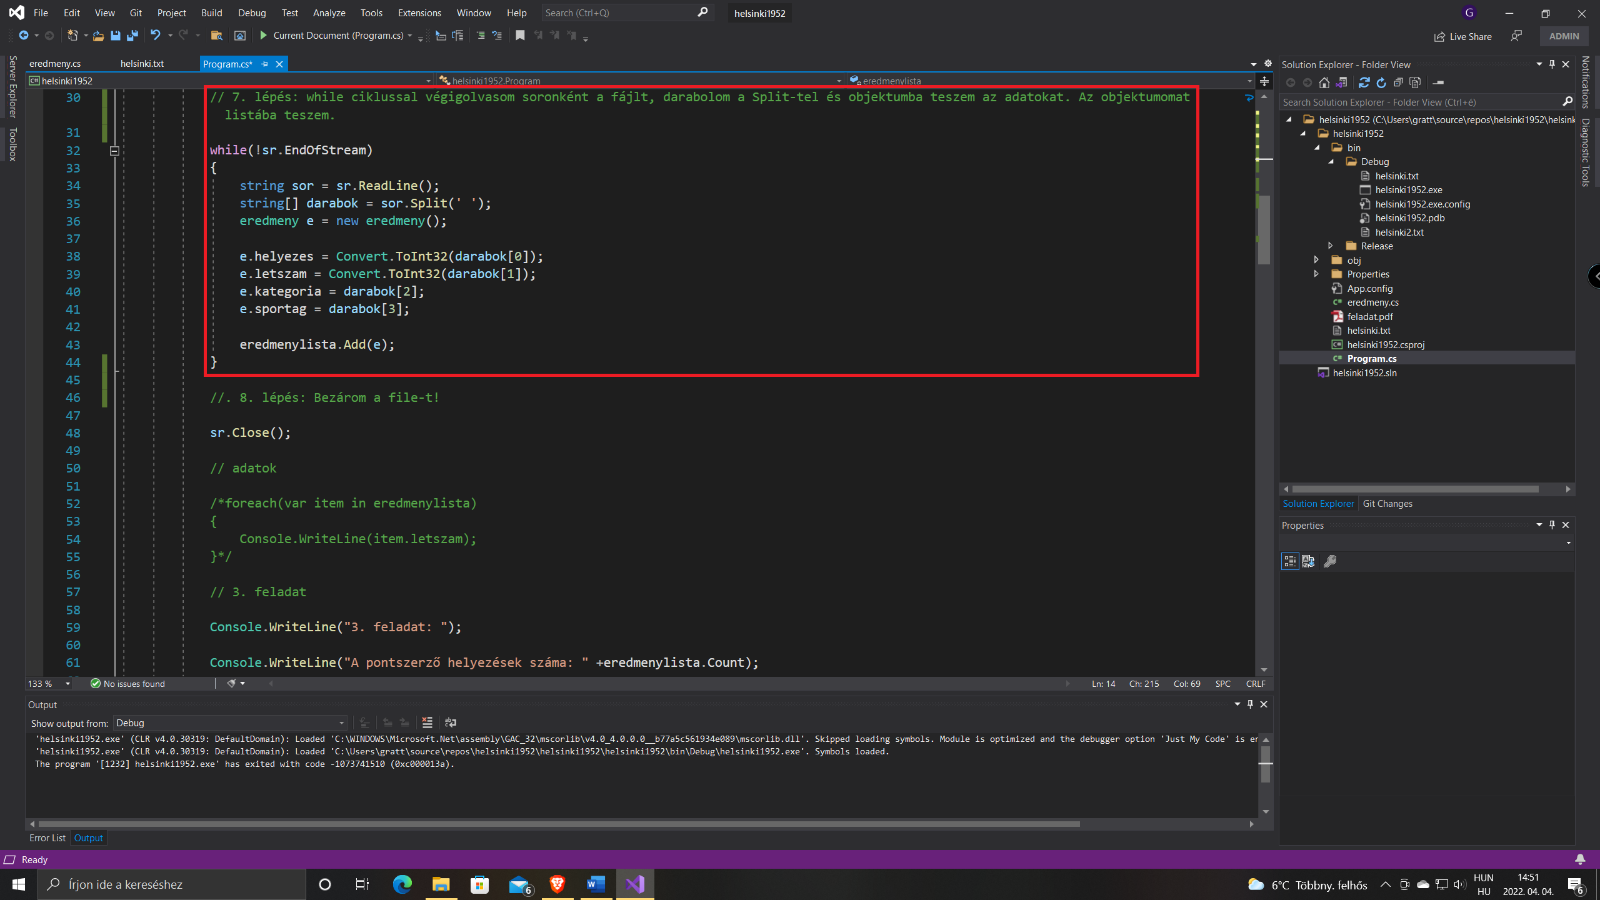 File Edit View Git Project Build Debug Test Analyze Tools Extensions Window Help Search (Ctrl+Q) helsinki1952 G
Current Document (Program.cs) Live Share ADMIN
Server Explorer
Toolbox
eredmeny.cs helsinki.txt Program.cs*
helsinki1952 helsinki1952.Program eredmenylista
30 // 7. lépés: while ciklussal végigolvasom soronként a fájlt, darabolom a Split-tel és objektumba teszem az adatokat. Az objektumomat
listába teszem.
31
32 while(!sr.EndOfStream)
33 {
34 string sor = sr.ReadLine();
35 string[] darabok = sor.Split(' ');
36 eredmeny e = new eredmeny();
37
38 e.helyezes = Convert.ToInt32(darabok[0]);
39 e.letszam = Convert.ToInt32(darabok[1]);
40 e.kategoria = darabok[2];
41 e.sportag = darabok[3];
42
43 eredmenylista.Add(e);
44 }
45
46 //. 8. lépés: Bezárom a file-t!
47
48 sr.Close();
49
50 // adatok
51
52 /*foreach(var item in eredmenylista)
53 {
54 Console.WriteLine(item.letszam);
55 }*/
56
57 // 3. feladat
58
59 Console.WriteLine("3. feladat: ");
60
61 Console.WriteLine("A pontszerző helyezések száma: " +eredmenylista.Count);
133 % No issues found Ln: 14 Ch: 215 Col: 69 SPC CRLF
Output
Show output from: Debug
'helsinki1952.exe' (CLR v4.0.30319: DefaultDomain): Loaded 'C:\WINDOWS\Microsoft.Net\assembly\GAC_32\mscorlib\v4.0_4.0.0.0__b77a5c561934e089\mscorlib.dll'. Skipped loading symbols. Module is optimized and the debugger option 'Just My Code' is en
'helsinki1952.exe' (CLR v4.0.30319: DefaultDomain): Loaded 'C:\Users\gratt\source\repos\helsinki1952\helsinki1952\helsinki1952\bin\Debug\helsinki1952.exe'. Symbols loaded.
The program '[1232] helsinki1952.exe' has exited with code -1073741510 (0xc000013a).
Error List Output
Solution Explorer - Folder View
Search Solution Explorer - Folder View (Ctrl+é)
helsinki1952 (C:\Users\gratt\source\repos\helsinki1952\helsin
helsinki1952
bin
Debug
helsinki.txt
helsinki1952.exe
helsinki1952.exe.config
helsinki1952.pdb
helsinki2.txt
Release
obj
Properties
App.config
eredmeny.cs
feladat.pdf
helsinki.txt
helsinki1952.csproj
Program.cs
helsinki1952.sln
Solution Explorer Git Changes
Properties
Notifications
Diagnostic Tools
Ready
Írjon ide a kereséshez 6 6°C Többny. felhős HUN 14:51
HU 2022. 04. 04. 6